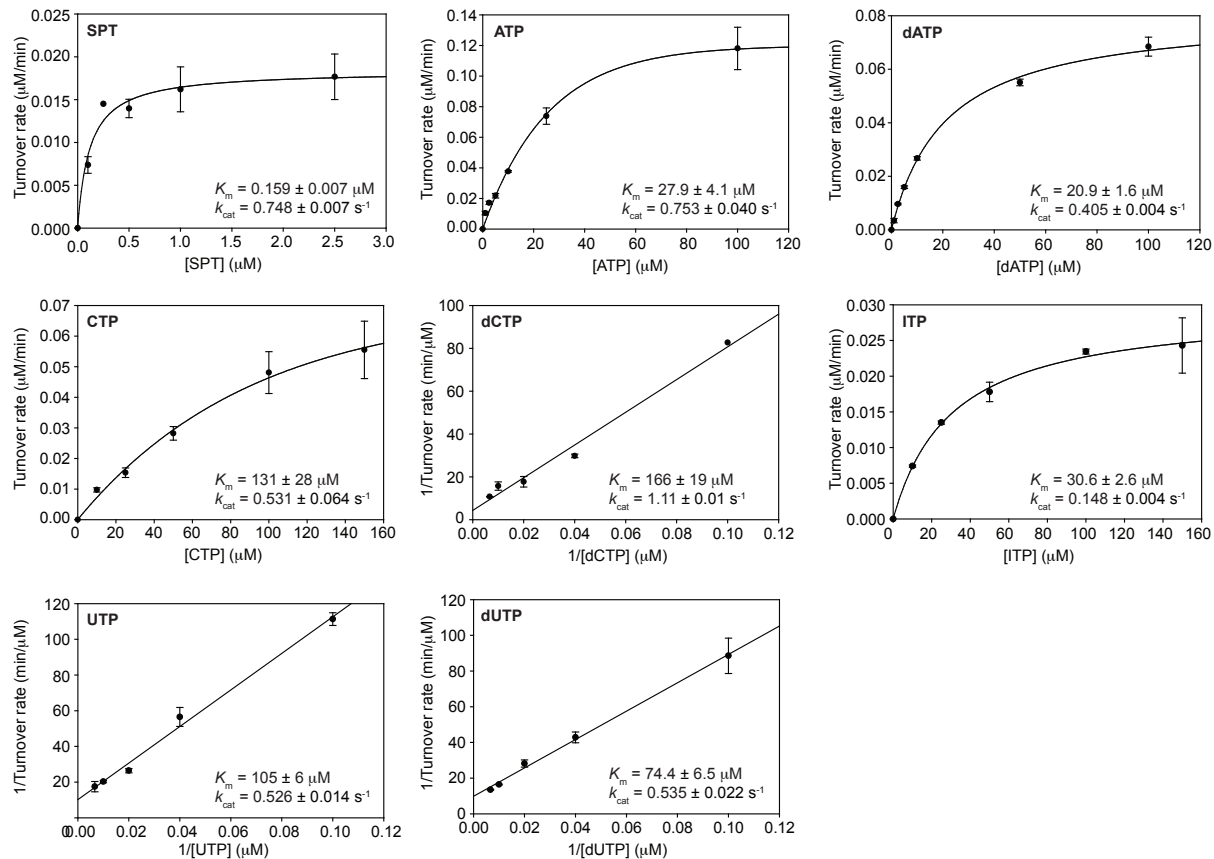 SPT
Turnover rate (μM/min)
0.025
0.020
0.015
0.010
0.005
0.000
Km = 0.159 ± 0.007 μM
kcat = 0.748 ± 0.007 s-1
0.0 0.5 1.0 1.5 2.0 2.5 3.0
[SPT] (μM)
ATP
Turnover rate (μM/min)
0.14
0.12
0.10
0.08
0.06
0.04
0.02
0.00
Km = 27.9 ± 4.1 μM
kcat = 0.753 ± 0.040 s-1
0 20 40 60 80 100 120
[ATP] (μM)
dATP
Turnover rate (μM/min)
0.08
0.06
0.04
0.02
0.00
Km = 20.9 ± 1.6 μM
kcat = 0.405 ± 0.004 s-1
0 20 40 60 80 100 120
[dATP] (μM)
CTP
Turnover rate (μM/min)
0.07
0.06
0.05
0.04
0.03
0.02
0.01
0.00
Km = 131 ± 28 μM
kcat = 0.531 ± 0.064 s-1
0 20 40 60 80 100 120 140 160
[CTP] (μM)
dCTP
1/Turnover rate (min/μM)
100
80
60
40
20
0
Km = 166 ± 19 μM
kcat = 1.11 ± 0.01 s-1
0.00 0.02 0.04 0.06 0.08 0.10 0.12
1/[dCTP] (μM)
ITP
Turnover rate (μM/min)
0.030
0.025
0.020
0.015
0.010
0.005
0.000
Km = 30.6 ± 2.6 μM
kcat = 0.148 ± 0.004 s-1
0 20 40 60 80 100 120 140 160
[ITP] (μM)
UTP
1/Turnover rate (min/μM)
120
100
80
60
40
20
0
Km = 105 ± 6 μM
kcat = 0.526 ± 0.014 s-1
0.00 0.02 0.04 0.06 0.08 0.10 0.12
1/[UTP] (μM)
dUTP
1/Turnover rate (min/μM)
120
100
80
60
40
20
0
Km = 74.4 ± 6.5 μM
kcat = 0.535 ± 0.022 s-1
0.00 0.02 0.04 0.06 0.08 0.10 0.12
1/[dUTP] (μM)